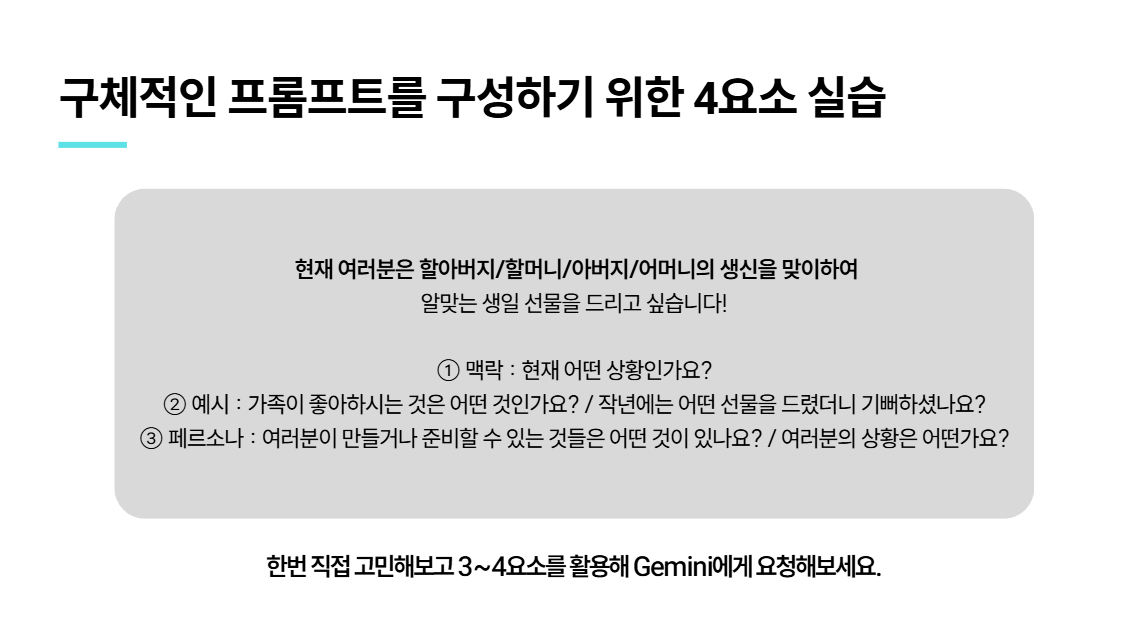 구체적인 프롬프트를 구성하기 위한 4요소 실습
현재 여러분은 할아버지/할머니/아버지/어머니의 생신을 맞이하여
알맞는 생일 선물을 드리고 싶습니다!
① 맥락 : 현재 어떤 상황인가요?
② 예시 : 가족이 좋아하시는 것은 어떤 것인가요? / 작년에는 어떤 선물을 드렸더니 기뻐하셨나요?
③ 페르소나 : 여러분이 만들거나 준비할 수 있는 것들은 어떤 것이 있나요? / 여러분의 상황은 어떤가요?
한번 직접 고민해보고 3~4요소를 활용해 Gemini에게 요청해보세요.